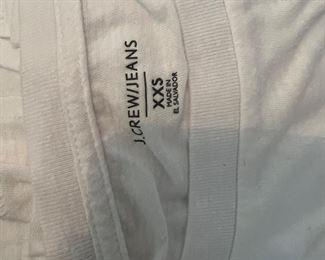 J.CREW/JEANS
XXS
MADE IN
EL SALVADOR